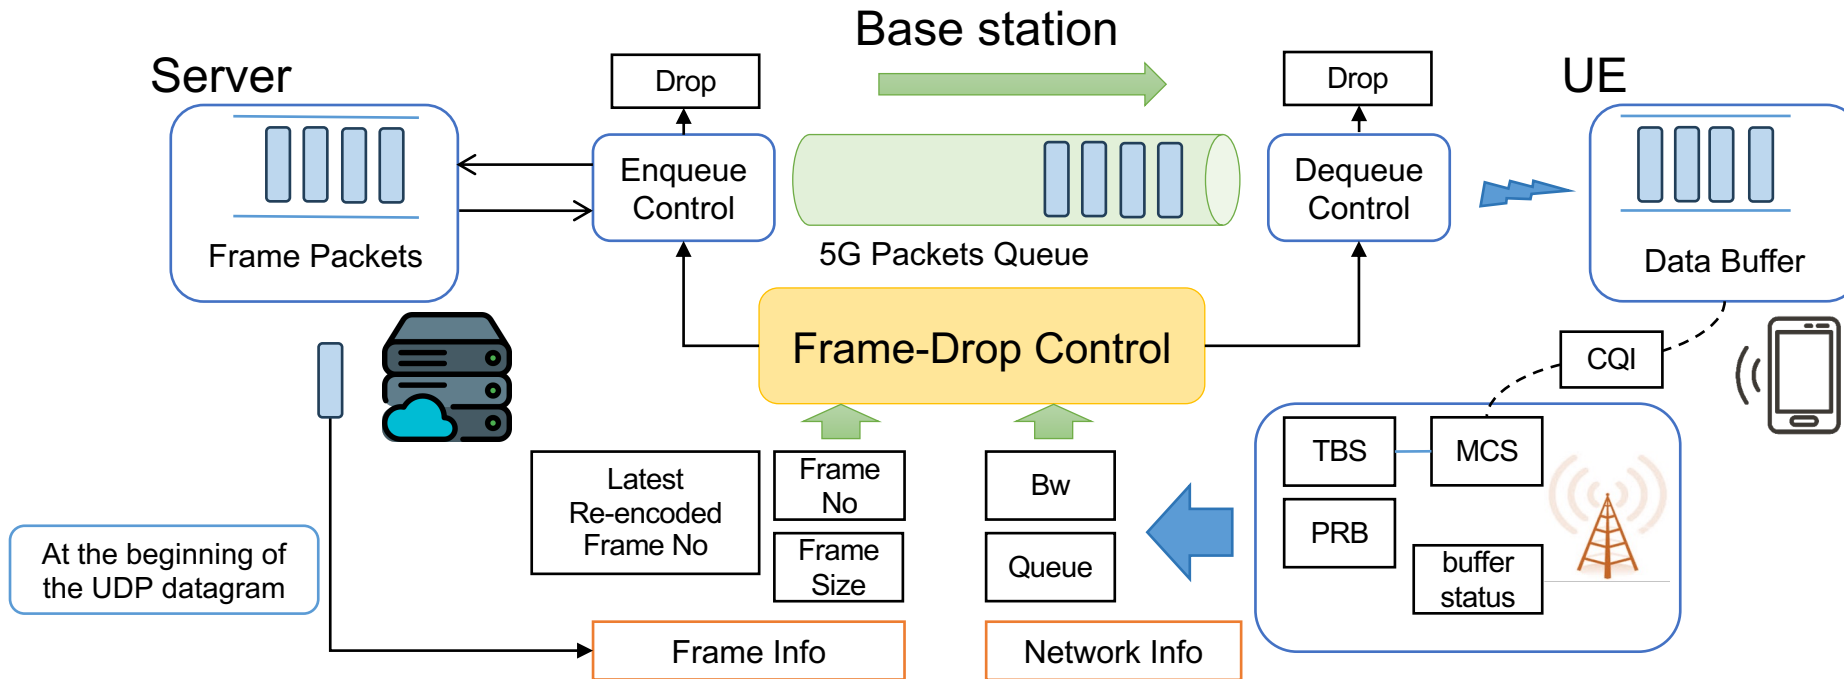 Base station
Server
UE
Drop
Drop
Enqueue
Control
Dequeue
Control
Frame Packets
5G Packets Queue
Data Buffer
Frame-Drop Control
CQI
Latest
Re-encoded
Frame No
Frame
No
Frame
Size
Bw
Queue
TBS
MCS
PRB
buffer
status
At the beginning of
the UDP datagram
Frame Info
Network Info